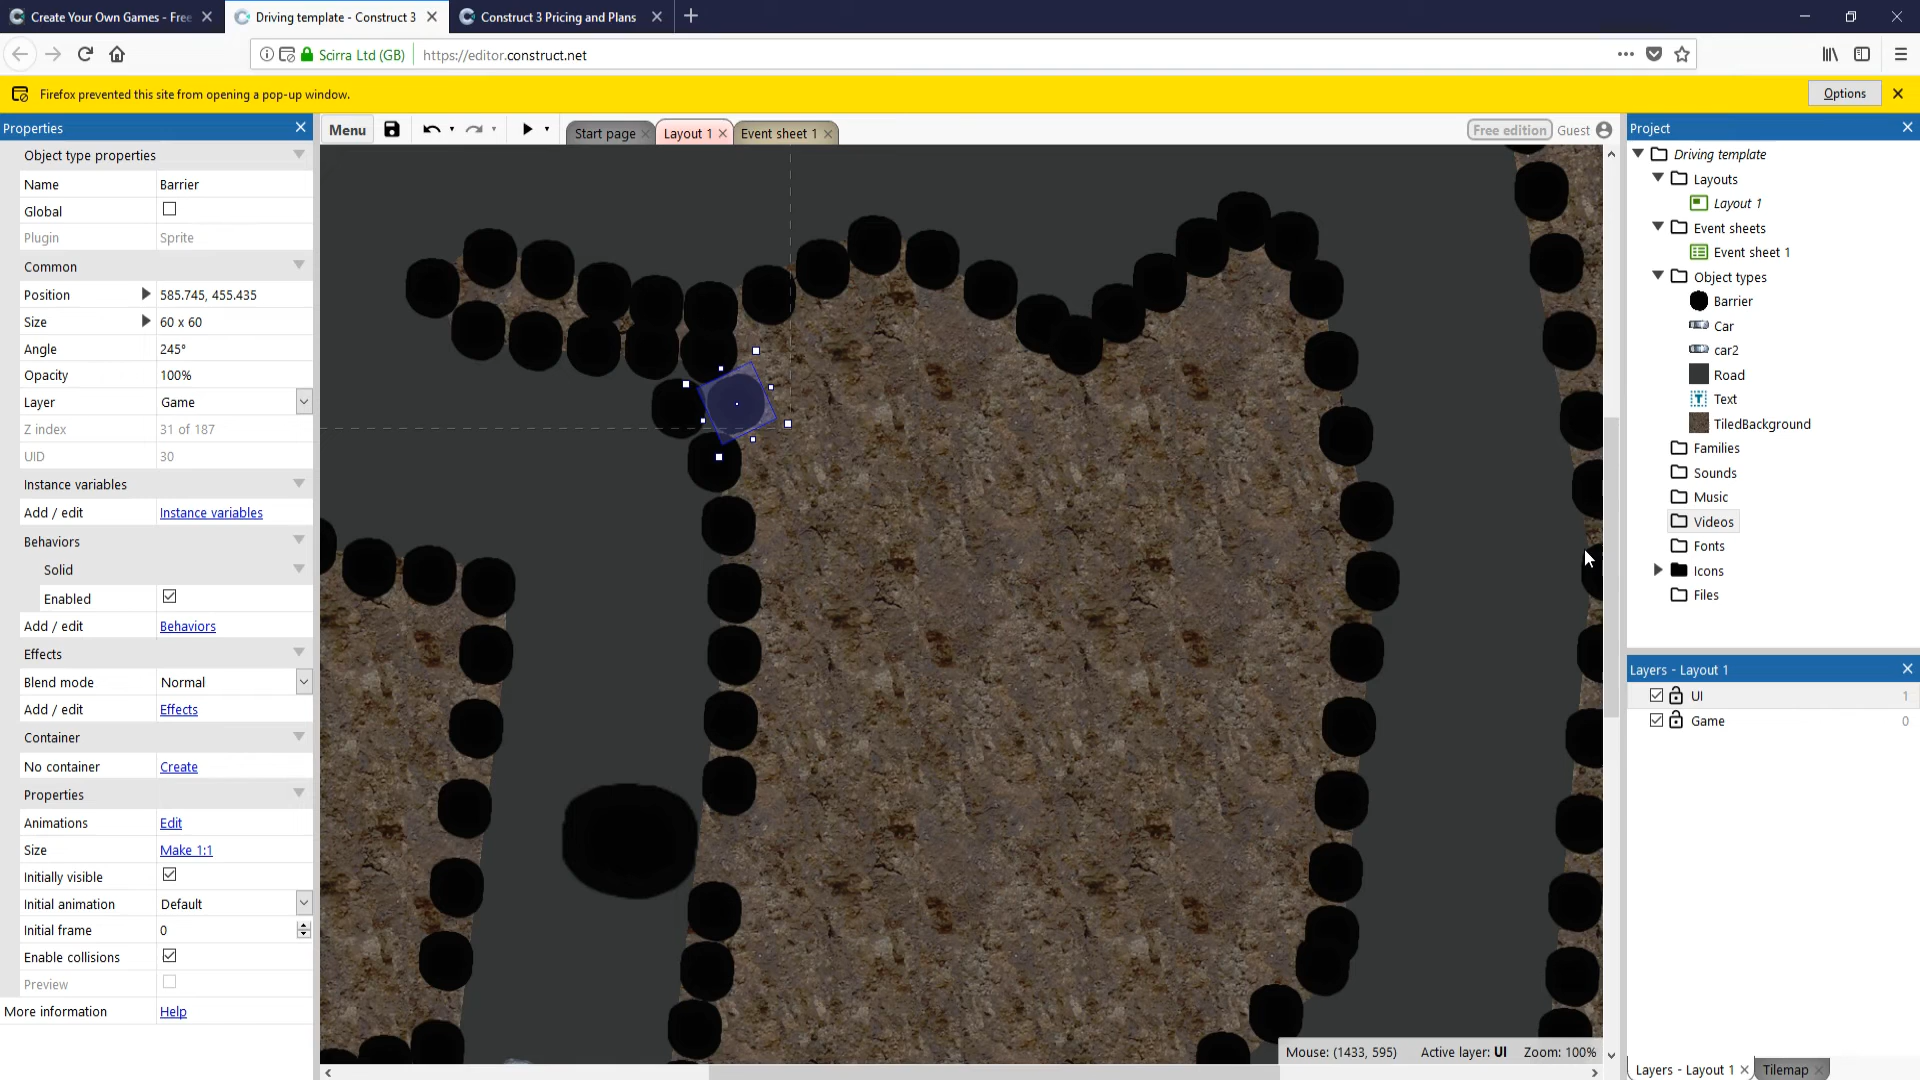 Create Your Own Games - Free
Driving template - Construct 3
Construct 3 Pricing and Plans
Scirra Ltd (GB)
https://editor.construct.net
Firefox prevented this site from opening a pop-up window.
Options
Properties
Menu
Start page
Layout 1
Event sheet 1
Free edition
Guest
Project
Object type properties
Name
Barrier
Global
Plugin
Sprite
Common
Position
585.745, 455.435
Size
60 x 60
Angle
245°
Opacity
100%
Layer
Game
Z index
31 of 187
UID
30
Instance variables
Add / edit
Instance variables
Behaviors
Solid
Enabled
Add / edit
Behaviors
Effects
Blend mode
Normal
Add / edit
Effects
Container
No container
Create
Properties
Animations
Edit
Size
Make 1:1
Initially visible
Initial animation
Default
Initial frame
0
Enable collisions
Preview
More information
Help
Driving template
Layouts
Layout 1
Event sheets
Event sheet 1
Object types
Barrier
Car
car2
Road
Text
TiledBackground
Families
Sounds
Music
Videos
Fonts
Icons
Files
Layers - Layout 1
UI
1
Game
0
Mouse: (1433, 595)
Active layer: UI
Zoom: 100%
Layers - Layout 1
Tilemap